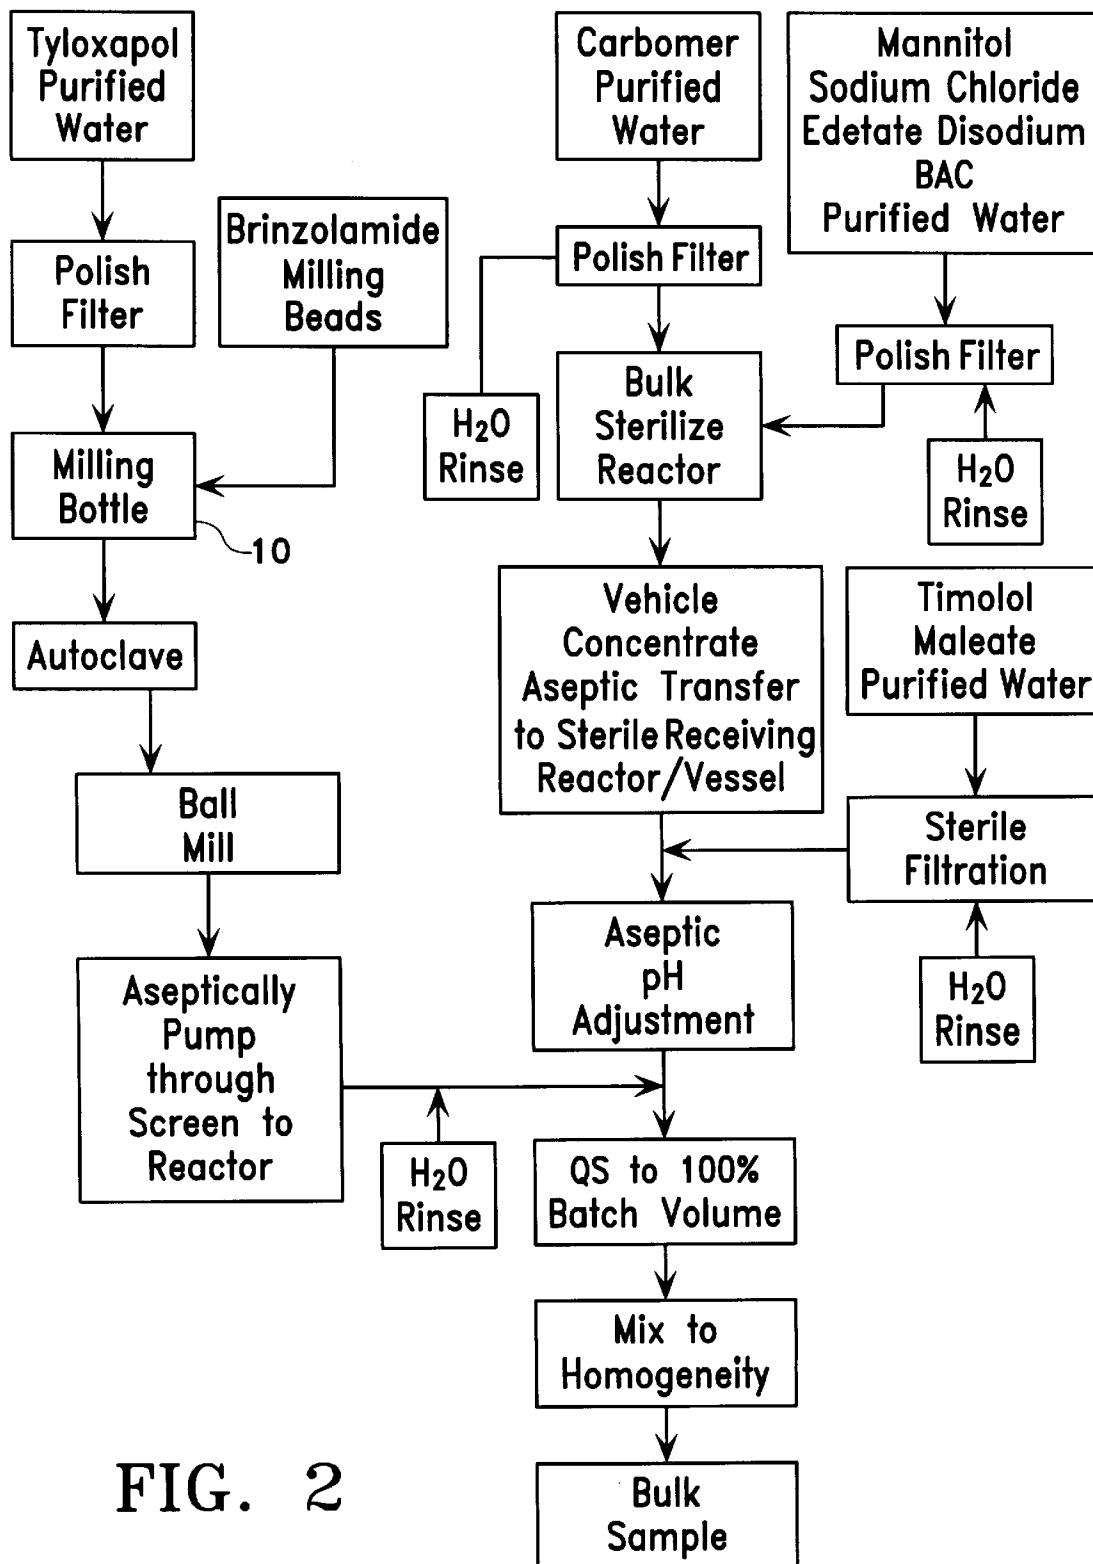 Tyloxapol
Purified
Water
Carbomer
Purified
Water
Mannitol
Sodium Chloride
Edetate Disodium
BAC
Purified Water
Polish
Filter
Brinzolamide
Milling
Beads
Polish Filter
Polish Filter
Milling
Bottle
10
H₂O
Rinse
Bulk
Sterilize
Reactor
H₂O
Rinse
Autoclave
Vehicle
Concentrate
Aseptic Transfer
to Sterile Receiving
Reactor/Vessel
Timolol
Maleate
Purified Water
Ball
Mill
Sterile
Filtration
Aseptically
Pump
through
Screen to
Reactor
Aseptic
pH
Adjustment
H₂O
Rinse
H₂O
Rinse
QS to 100%
Batch Volume
Mix to
Homogeneity
Bulk
Sample
FIG. 2